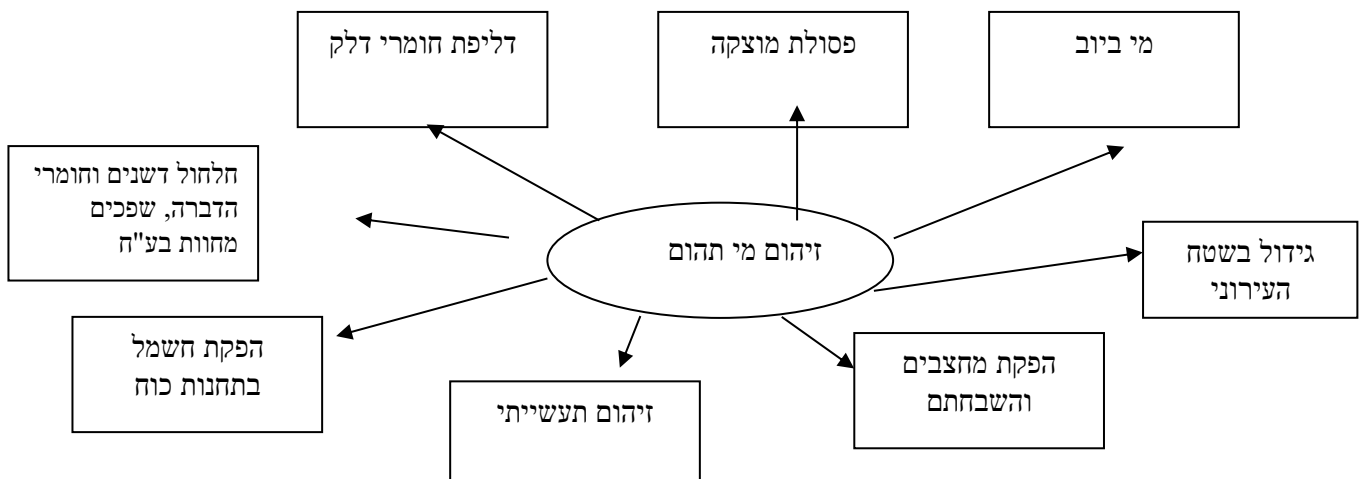 מי ביוב
פסולת מוצקה
דליפת חומרי דלק
חלחול דשנים וחומרי
הדברה, שפכים
מחוות בע"ח
זיהום מי תהום
גידול בשטח
העירוני
הפקת חשמל
בתחנות כוח
הפקת מחצבים
והשבחתם
זיהום תעשייתי